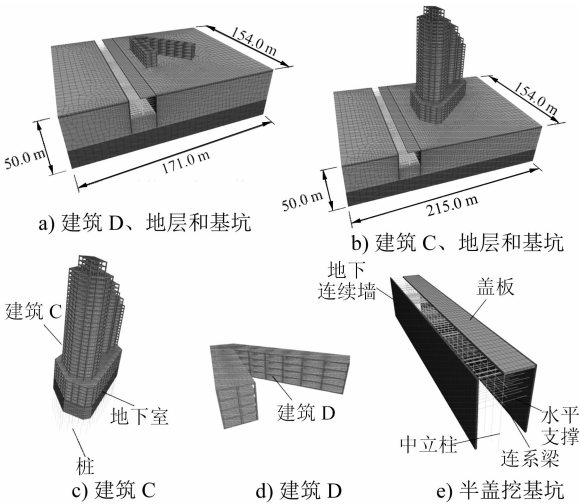 154.0 m
50.0 m
171.0 m
a) 建筑 D、地层和基坑
154.0 m
50.0 m
215.0 m
b) 建筑 C、地层和基坑
建筑 C
地下室
桩
c) 建筑 C
建筑 D
d) 建筑 D
地下
连续墙
盖板
中立柱
水平
支撑
连系梁
e) 半盖挖基坑